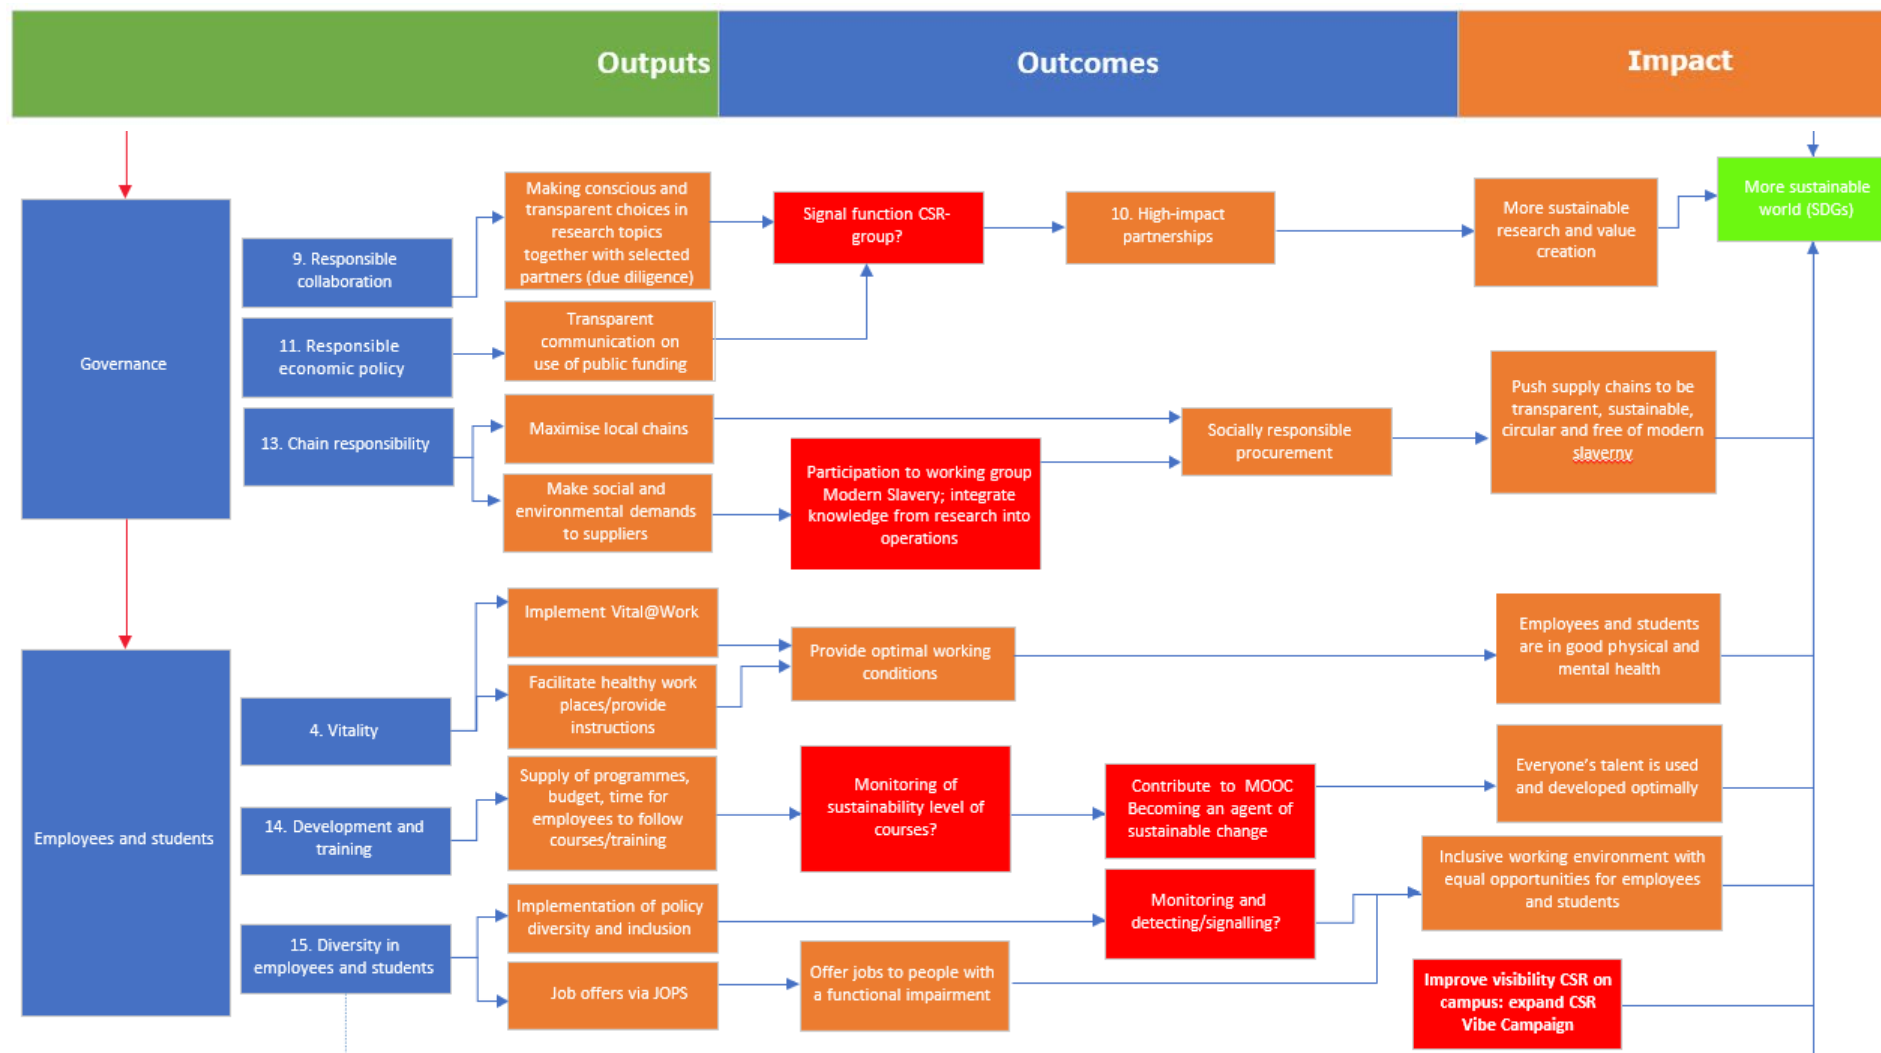 Outputs
Outcomes
Impact
More sustainable
world (SDGs)
Governance
9. Responsible
collaboration
Making conscious and
transparent choices in
research topics
together with selected
partners (due diligence)
Signal function CSR-
group?
10. High-impact
partnerships
More sustainable
research and value
creation
11. Responsible
economic policy
Transparent
communication on
use of public funding
13. Chain responsibility
Maximise local chains
Socially responsible
procurement
Push supply chains to be
transparent, sustainable,
circular and free of modern
slaverny
Make social and
environmental demands
to suppliers
Participation to working group
Modern Slavery; integrate
knowledge from research into
operations
Employees and students
4. Vitality
Implement Vital@Work
Facilitate healthy work
places/provide
instructions
Provide optimal working
conditions
Employees and students
are in good physical and
mental health
14. Development and
training
Supply of programmes,
budget, time for
employees to follow
courses/training
Monitoring of
sustainability level of
courses?
Contribute to MOOC
Becoming an agent of
sustainable change
Everyone's talent is used
and developed optimally
15. Diversity in
employees and students
Implementation of policy
diversity and inclusion
Monitoring and
detecting/signalling?
Inclusive working environment with
equal opportunities for employees
and students
Job offers via JOPS
Offer jobs to people with
a functional impairment
Improve visibility CSR on
campus: expand CSR
Vibe Campaign